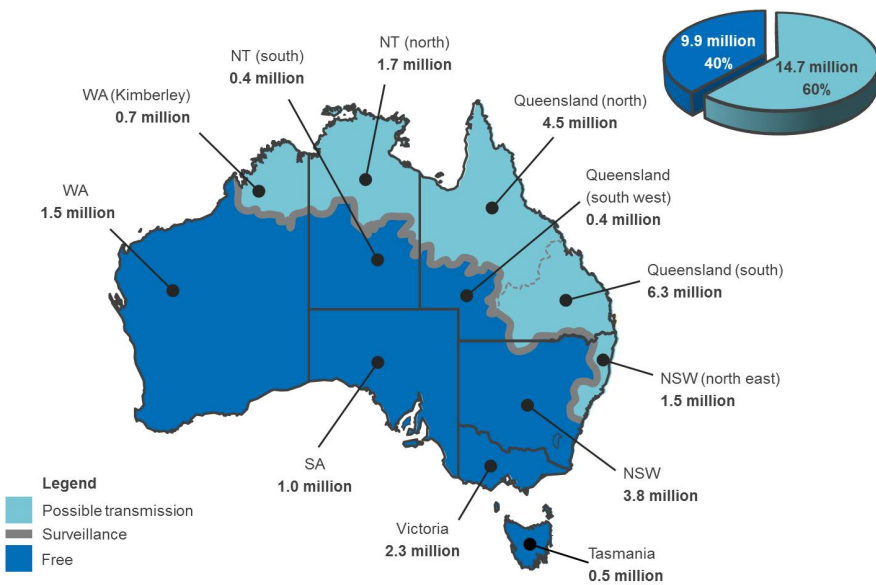 NT (north)
1.7 million
NT (south)
0.4 million
WA (Kimberley)
0.7 million
WA
1.5 million
Queensland (north)
4.5 million
Queensland
(south west)
0.4 million
Queensland (south)
6.3 million
NSW (north east)
1.5 million
NSW
3.8 million
SA
1.0 million
Victoria
2.3 million
Tasmania
0.5 million
9.9 million
40%
14.7 million
60%
Legend
Possible transmission
Surveillance
Free